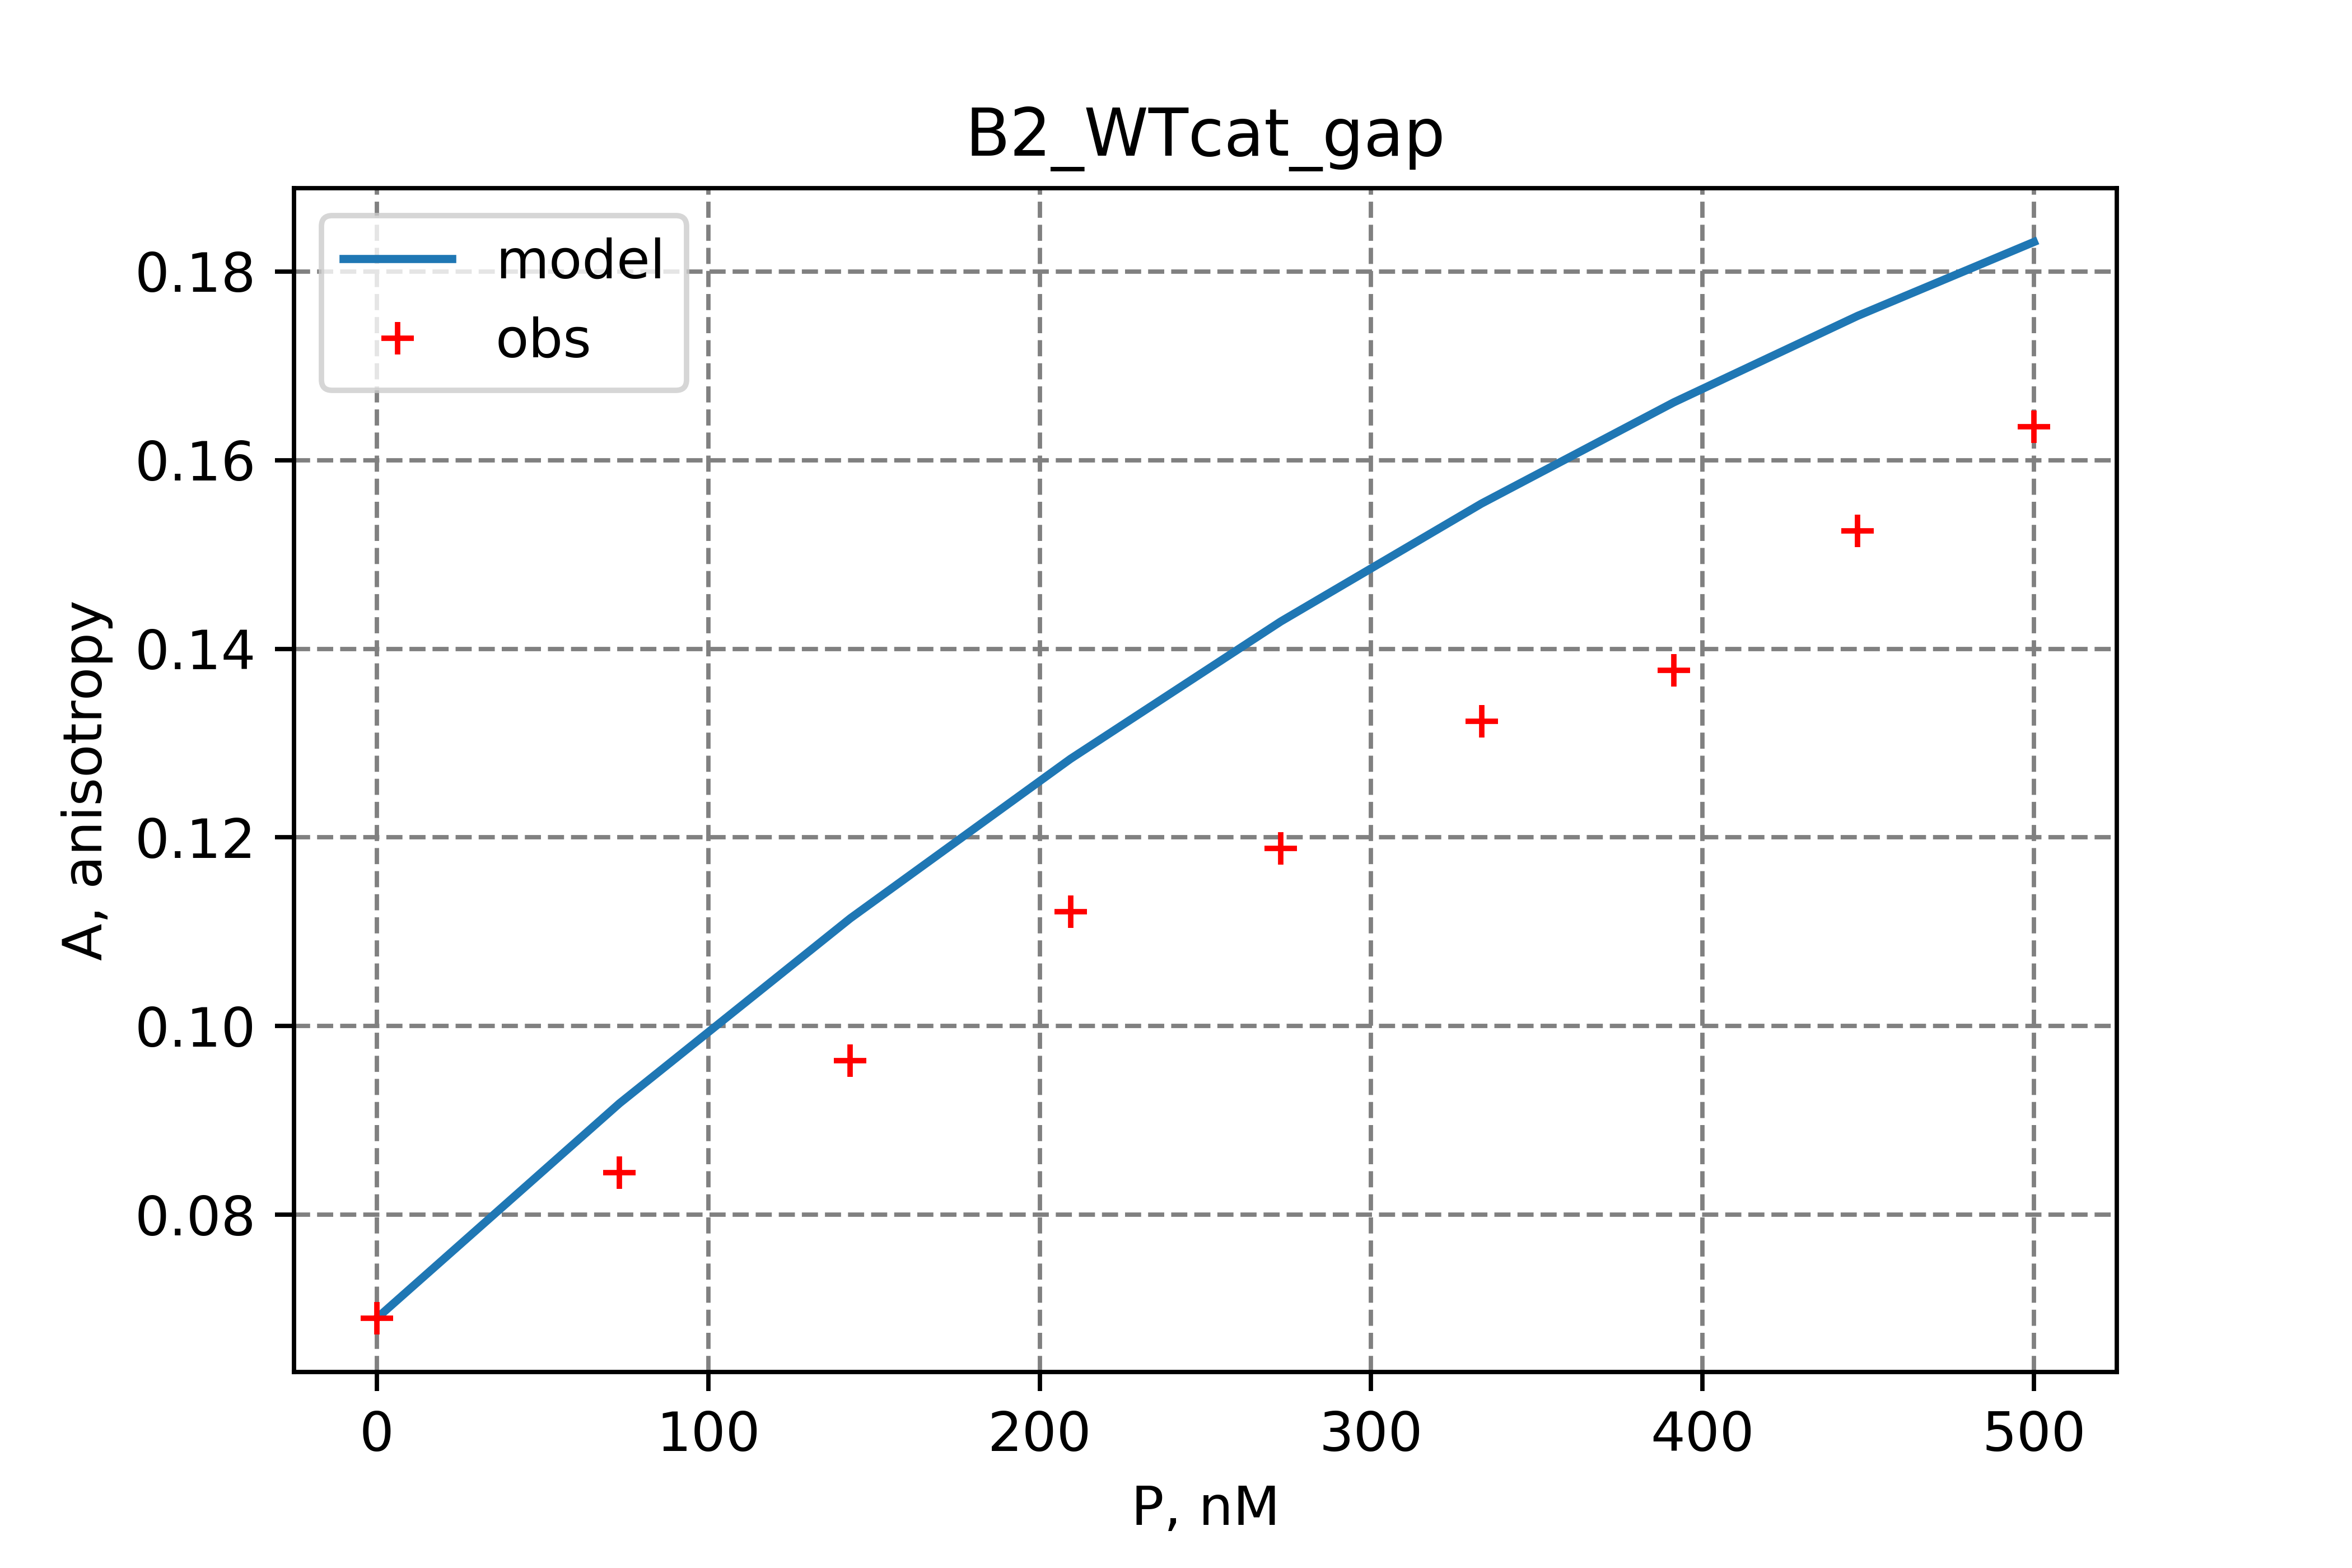 B2_WTcat_gap
model
obs
A, anisotropy
0.18
0.16
0.14
0.12
0.10
0.08
0 100 200 300 400 500
P, nM